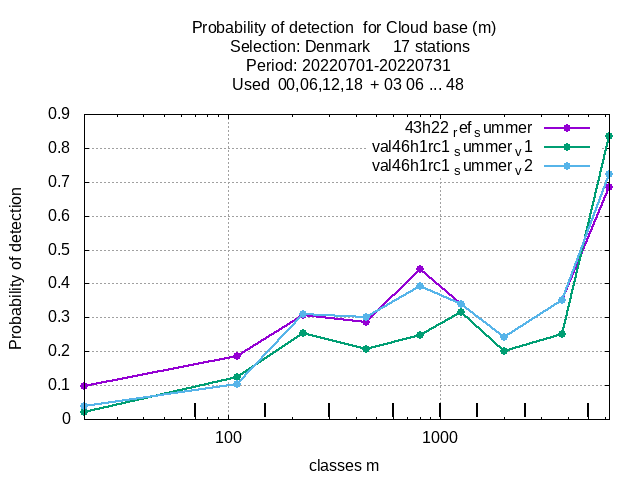 Probability of detection  for Cloud base (m)
Selection: Denmark     17 stations
Period: 20220701-20220731
Used  00,06,12,18  + 03 06 ... 48
0.9
0.8
0.7
0.6
0.5
0.4
0.3
0.2
0.1
0
Probability of detection
43h22 ref summer
val46h1rc1 summer v1
val46h1rc1 summer v2
100
1000
classes m